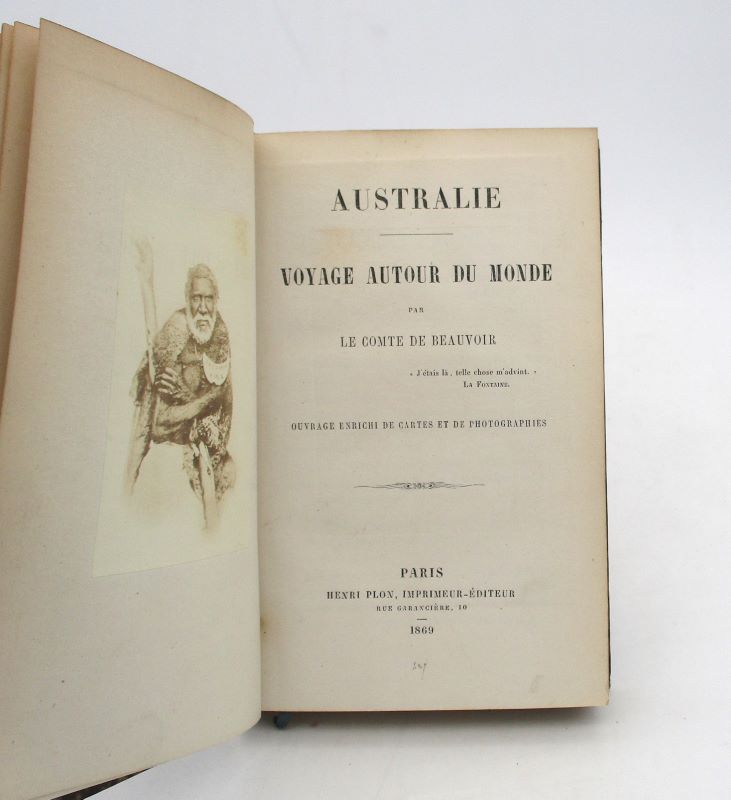 AUSTRALIE
VOYAGE AUTOUR DU MONDE
PAR
LE COMTE DE BEAUVOIR
« J'étais là, telle chose m'advint. »
LA FONTAINE.
OUVRAGE ENRICHI DE CARTES ET DE PHOTOGRAPHIES
PARIS
HENRI PLON, IMPRIMEUR-ÉDITEUR
RUE GARANCIÈRE, 10
1869